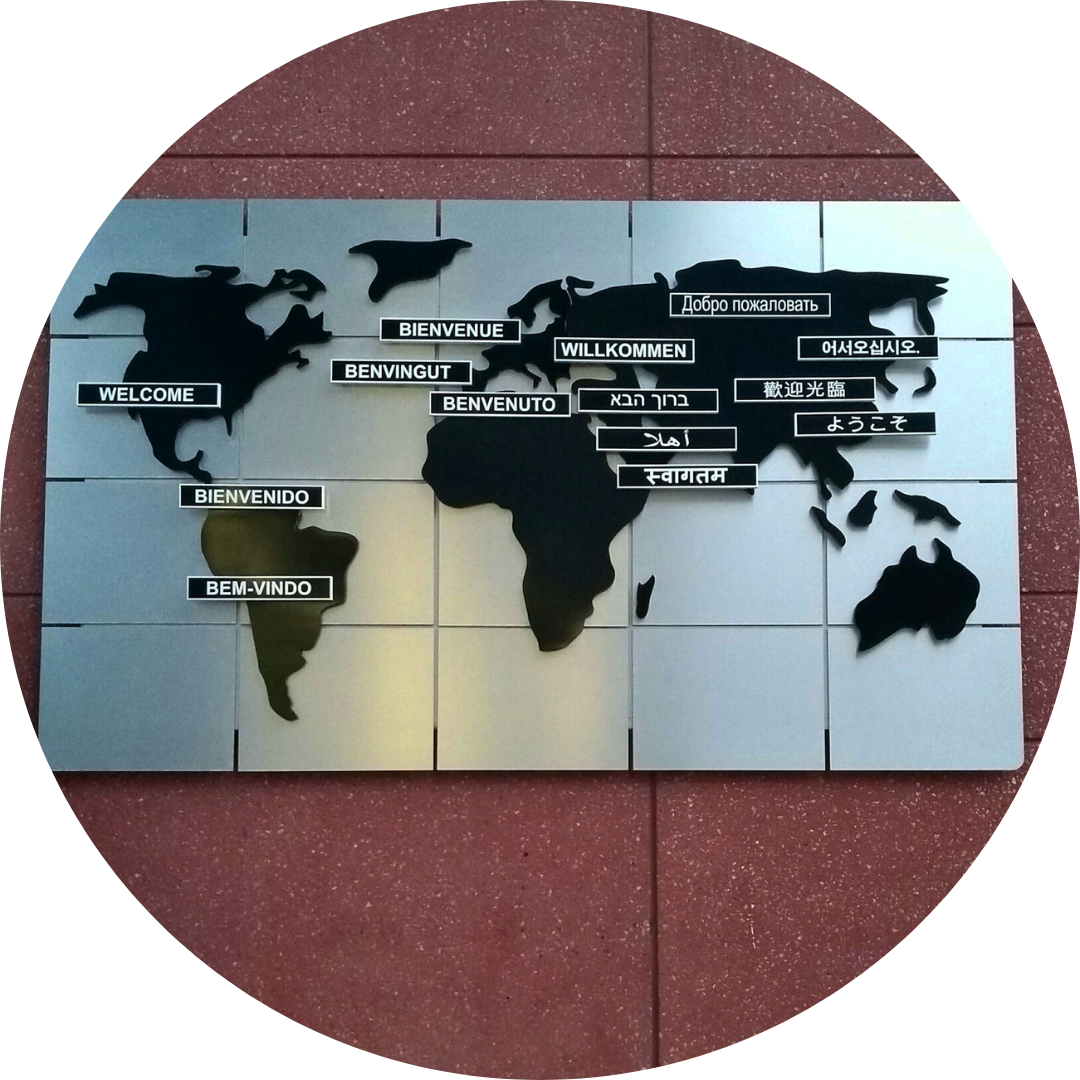 Добро пожаловать
BIENVENUE
WILLKOMMEN
어서오십시오.
BENVINGUT
WELCOME
BENVENUTO
ברוך הבא
歡迎光臨
ようこそ
أهلا
स्वागतम
BIENVENIDO
BEM-VINDO